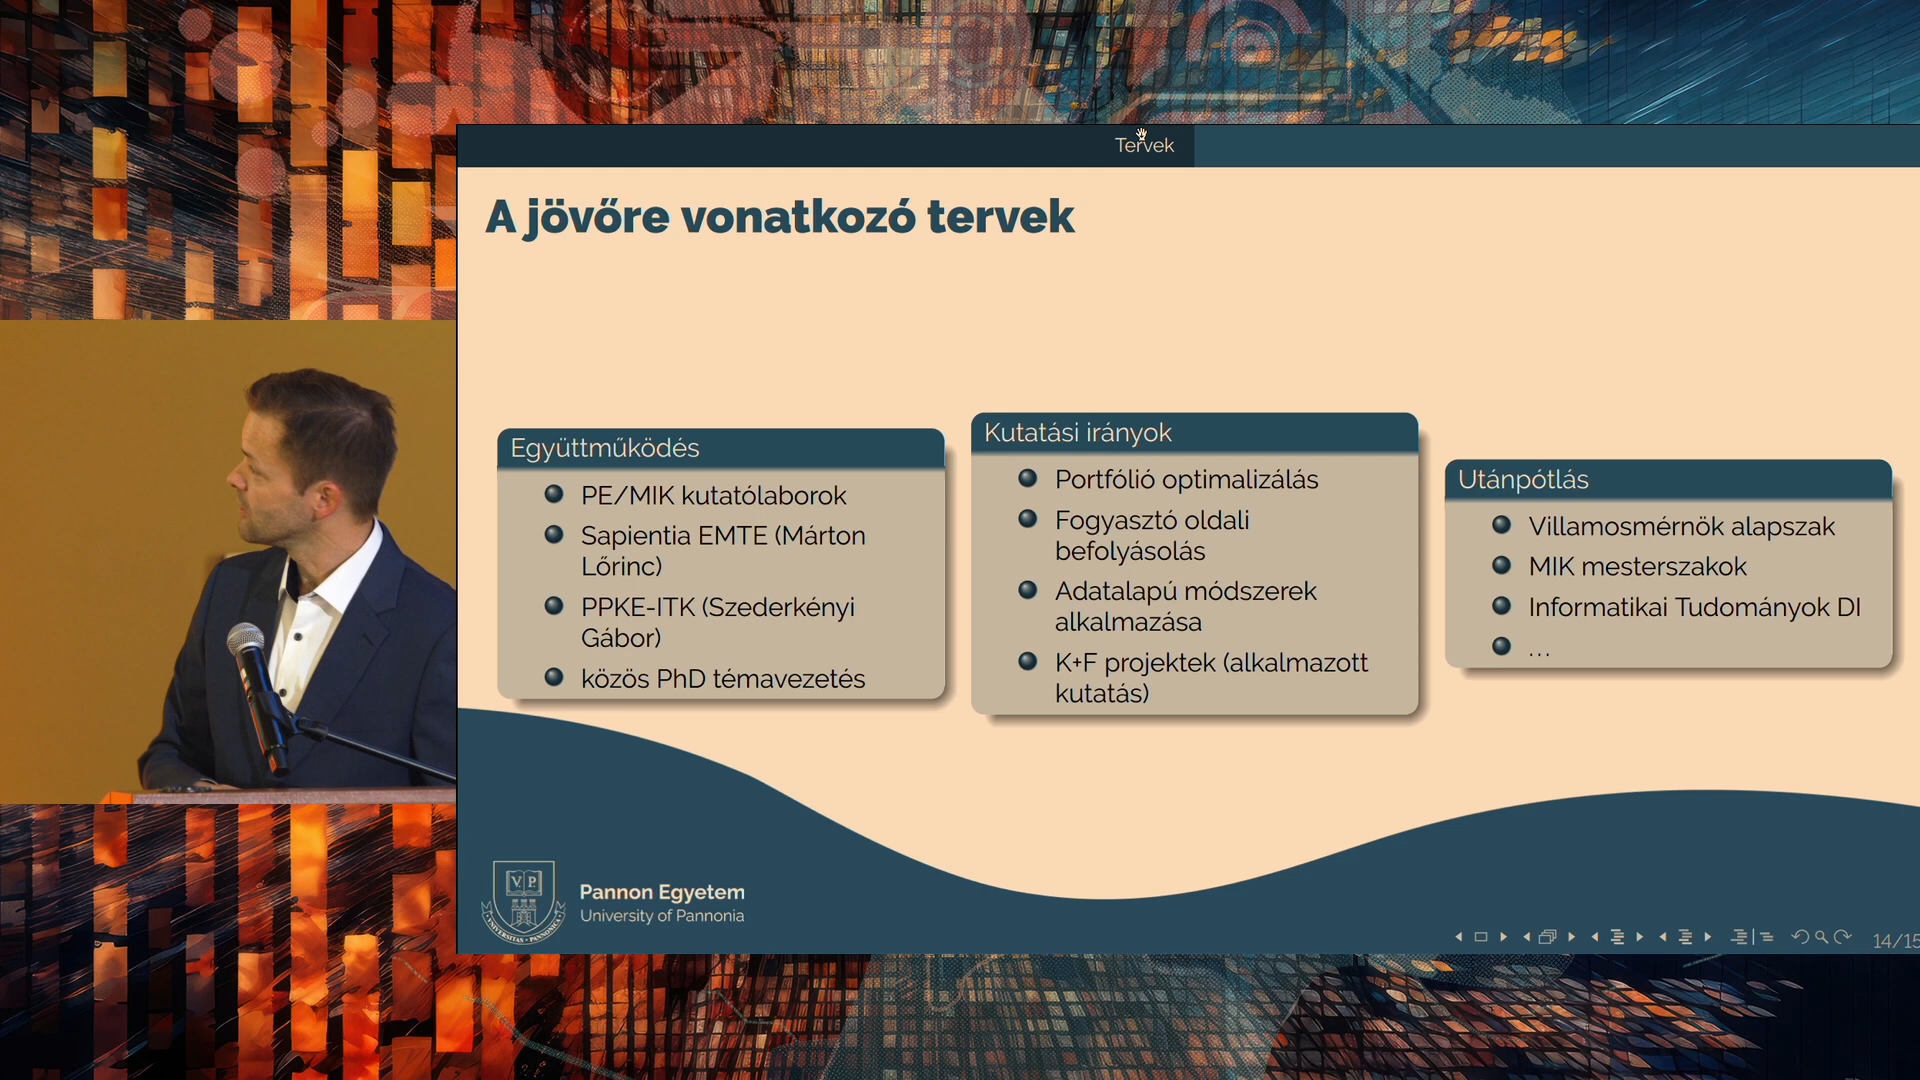 Tervek
A jövőre vonatkozó tervek
Együttműködés
PE/MIK kutatólaborok
Sapientia EMTE (Márton
Lőrinc)
PPKE-ITK (Szederkényi
Gábor)
közös PhD témavezetés
Kutatási irányok
Portfólió optimalizálás
Fogyasztó oldali
befolyásolás
Adatalapú módszerek
alkalmazása
K+F projektek (alkalmazott
kutatás)
Utánpótlás
Villamosmérnök alapszak
MIK mesterszakok
Informatikai Tudományok DI
...
V. P.
UNIVERSITAS • PANNONICA
Pannon Egyetem
University of Pannonia
14/15